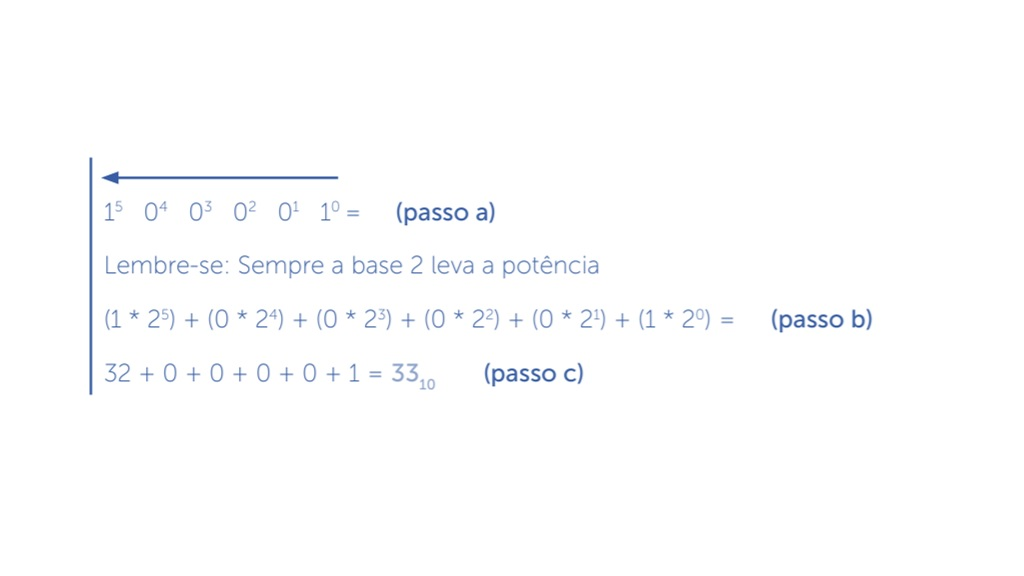 1⁵ 0⁴ 0³ 0² 0¹ 1⁰ = (passo a)
Lembre-se: Sempre a base 2 leva a potência
(1 * 2⁵) + (0 * 2⁴) + (0 * 2³) + (0 * 2²) + (0 * 2¹) + (1 * 2⁰) = (passo b)
32 + 0 + 0 + 0 + 0 + 1 = 33₁₀ (passo c)